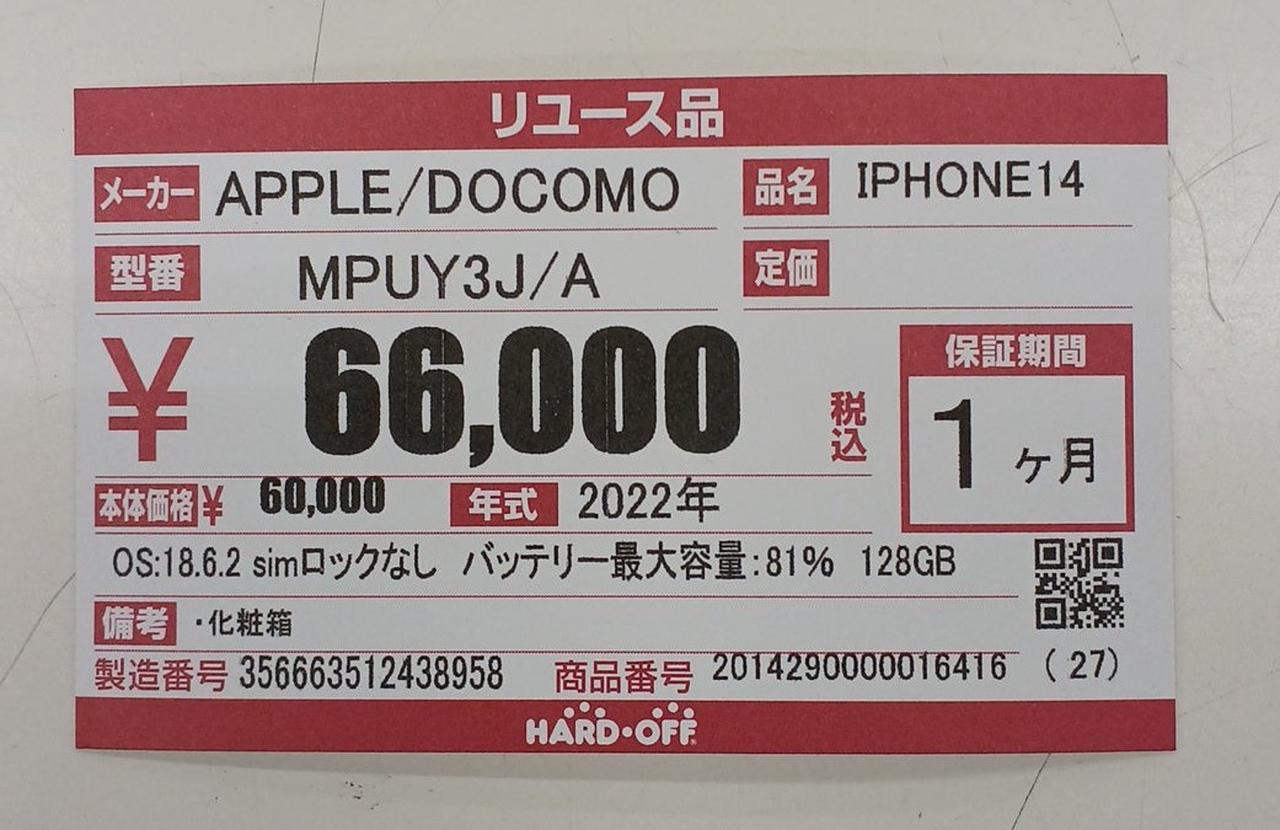 リユース品
メーカー APPLE/DOCOMO 品名 IPHONE14
型番 MPUY3J/A 定価
¥ 66,000 税込
保証期間
1ヶ月
本体価格 ¥ 60,000 年式 2022年
OS:18.6.2 simロックなし バッテリー最大容量:81% 128GB
備考 ・化粧箱
製造番号 356663512438958 商品番号 2014290000016416 (27)
HARD・OFF